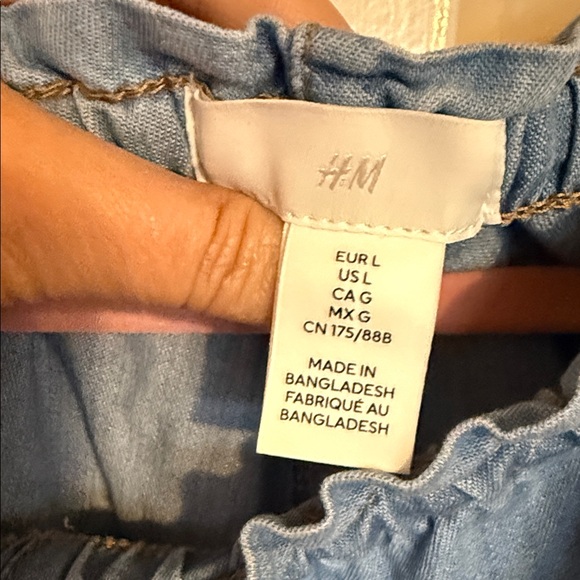 H&M
EUR L
US L
CA G
MX G
CN 175/88B
MADE IN
BANGLADESH
FABRIQUÉ AU
BANGLADESH